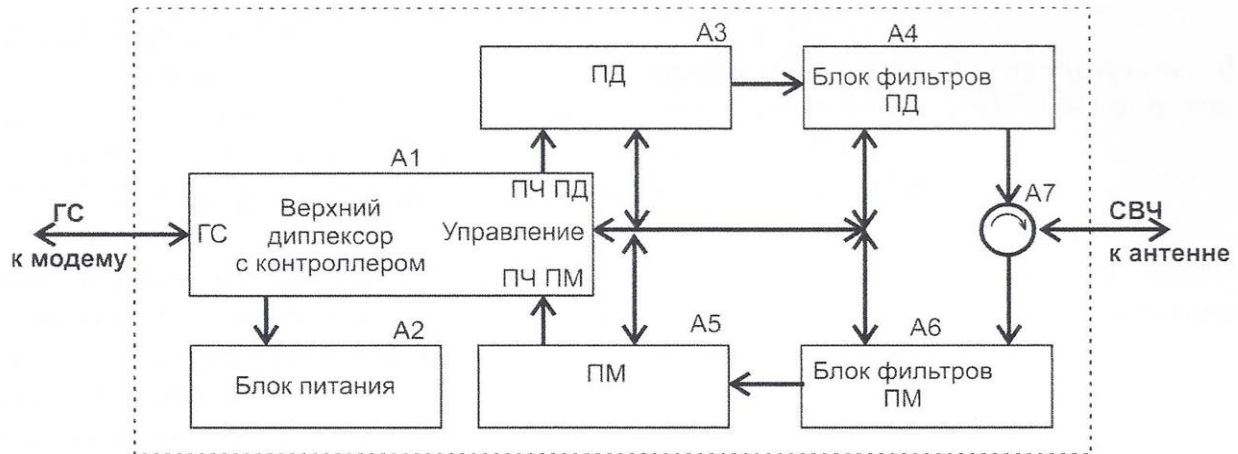 А3
ПД
А4
Блок фильтров
ПД
А1
ПЧ ПД
ГС
к модему
ГС
Верхний
диплексор
с контроллером
Управление
ПЧ ПМ
А7
СВЧ
к антенне
А2
Блок питания
А5
ПМ
А6
Блок фильтров
ПМ